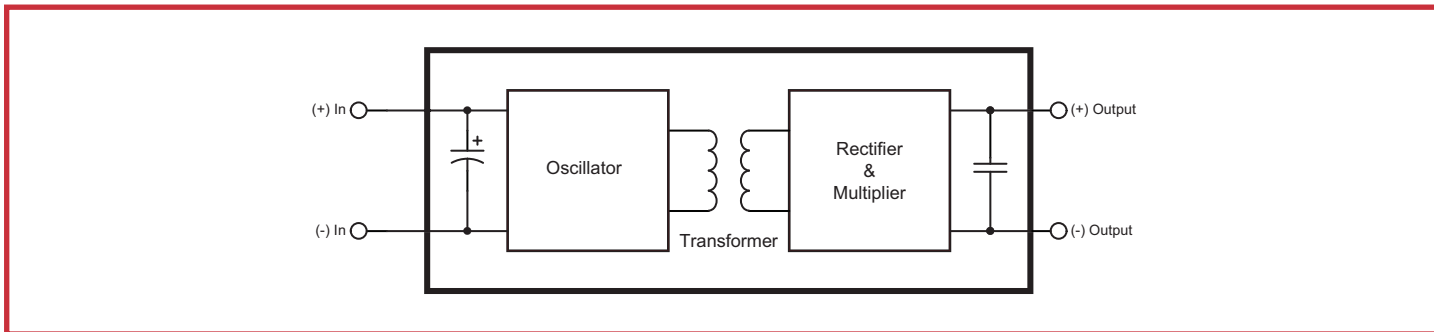 (+) In
(-) In
+
Oscillator
Transformer
Rectifier
&
Multiplier
(+) Output
(-) Output